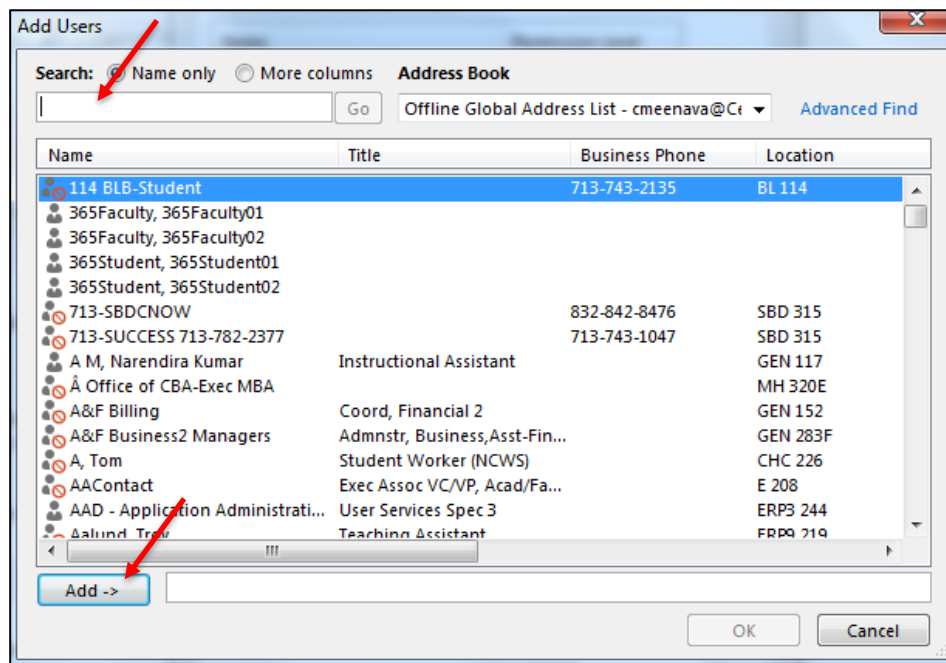 Add Users
Search: Name only More columns Address Book
Go Offline Global Address List - cmeenava@Ce Advanced Find
Name Title Business Phone Location
114 BLB-Student 713-743-2135 BL 114
365Faculty, 365Faculty01
365Faculty, 365Faculty02
365Student, 365Student01
365Student, 365Student02
713-SBDCNOW 832-842-8476 SBD 315
713-SUCCESS 713-782-2377 713-743-1047 SBD 315
A M, Narendira Kumar Instructional Assistant GEN 117
Â Office of CBA-Exec MBA MH 320E
A&F Billing Coord, Financial 2 GEN 152
A&F Business2 Managers Admnstr, Business,Asst-Fin... GEN 283F
A, Tom Student Worker (NCWS) CHC 226
AAContact Exec Assoc VC/VP, Acad/Fa... E 208
AAD - Application Administrati... User Services Spec 3 ERP3 244
Aalund, Troy Teaching Assistant ERP9 219
Add ->
OK Cancel